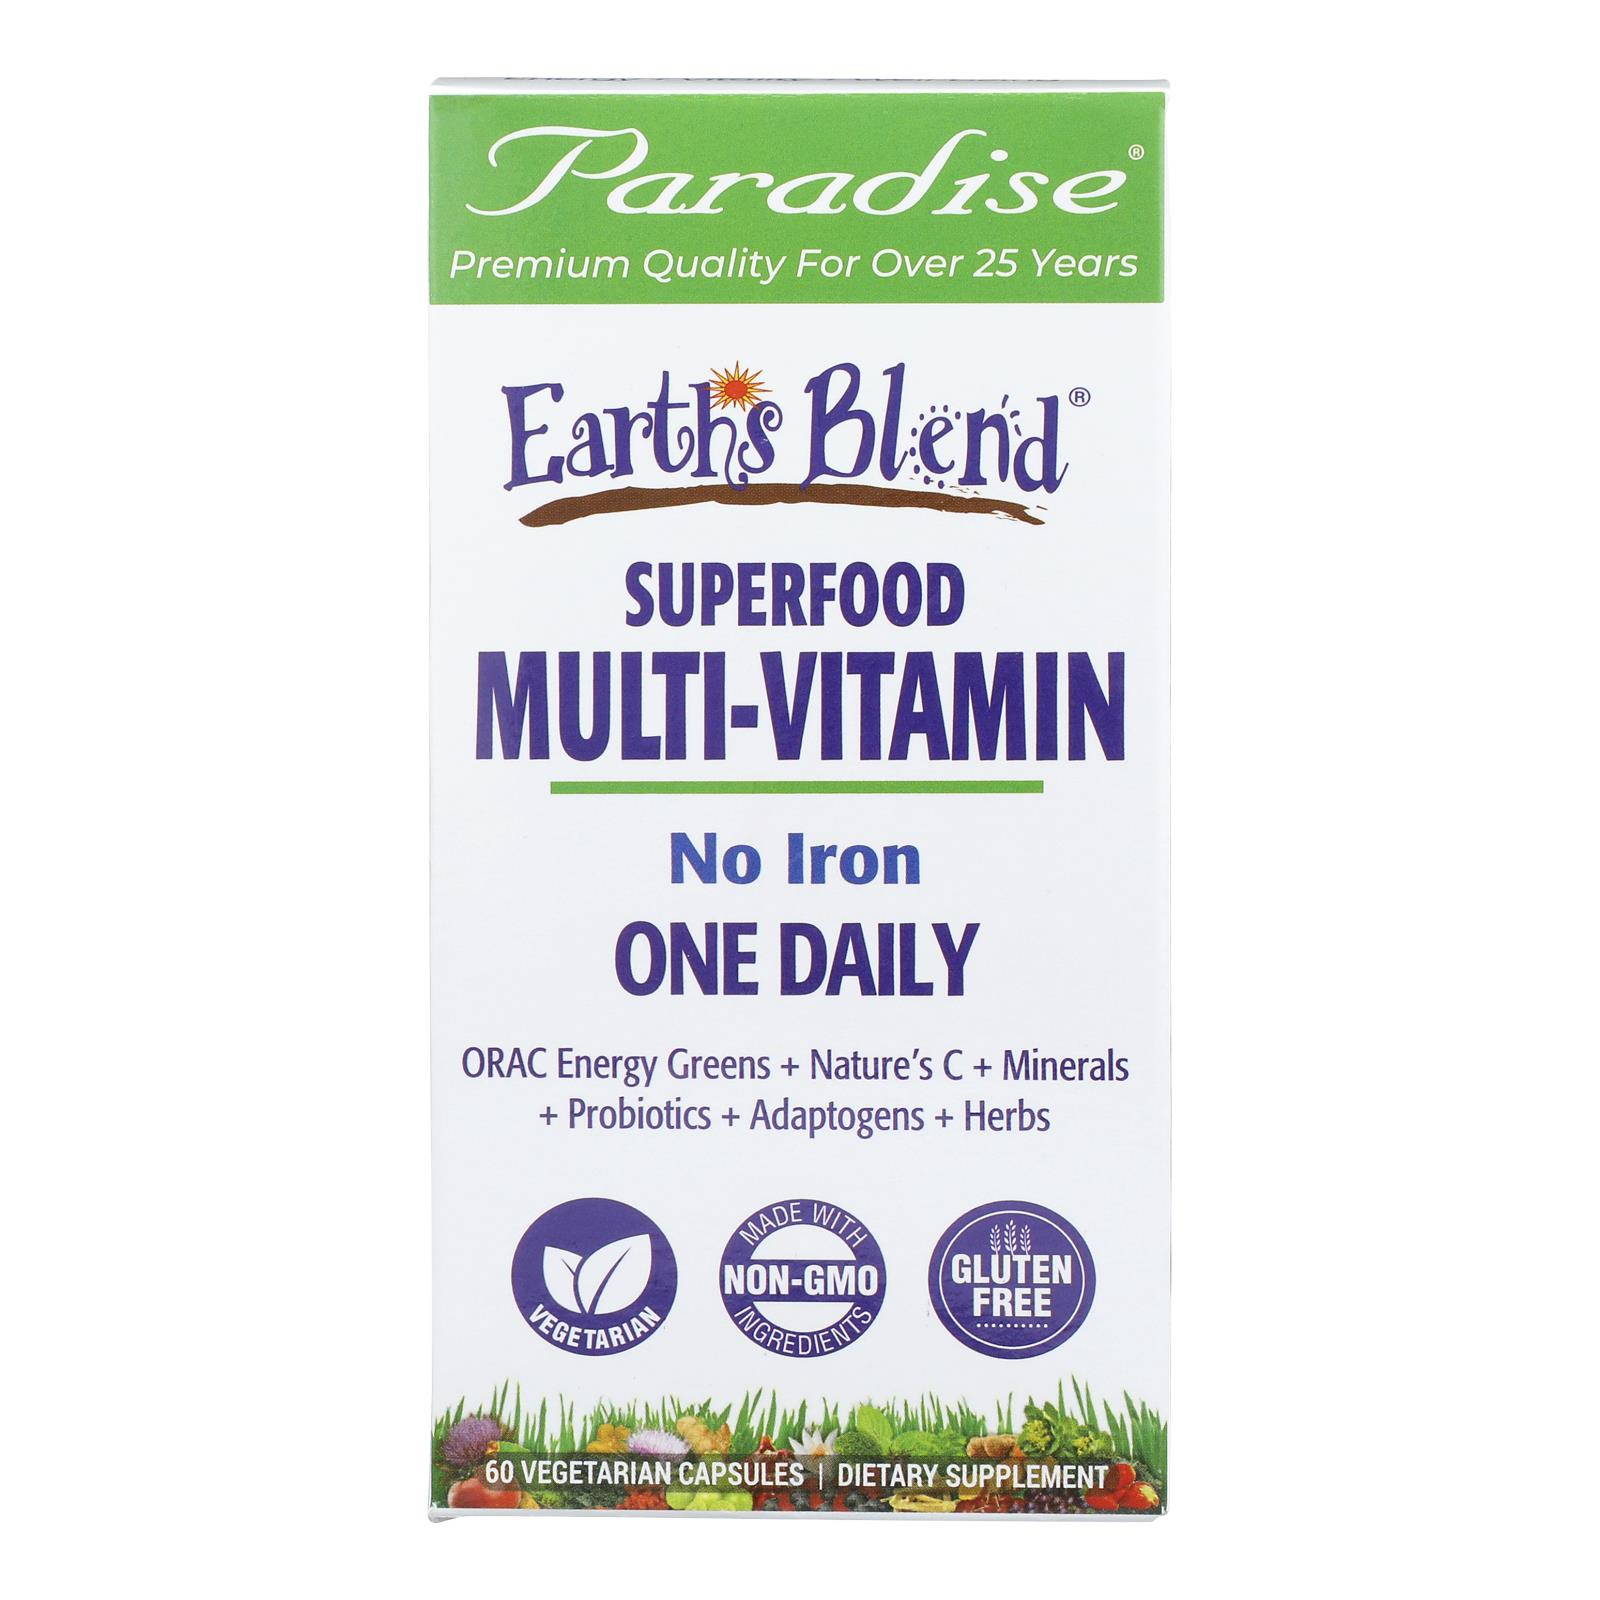 Paradise®
Premium Quality For Over 25 Years
Earth's Blend®
SUPERFOOD
MULTI-VITAMIN
No Iron
ONE DAILY
ORAC Energy Greens + Nature's C + Minerals
+ Probiotics + Adaptogens + Herbs
VEGETARIAN
MADE WITH
NON-GMO
INGREDIENTS
GLUTEN
FREE
60 VEGETARIAN CAPSULES | DIETARY SUPPLEMENT